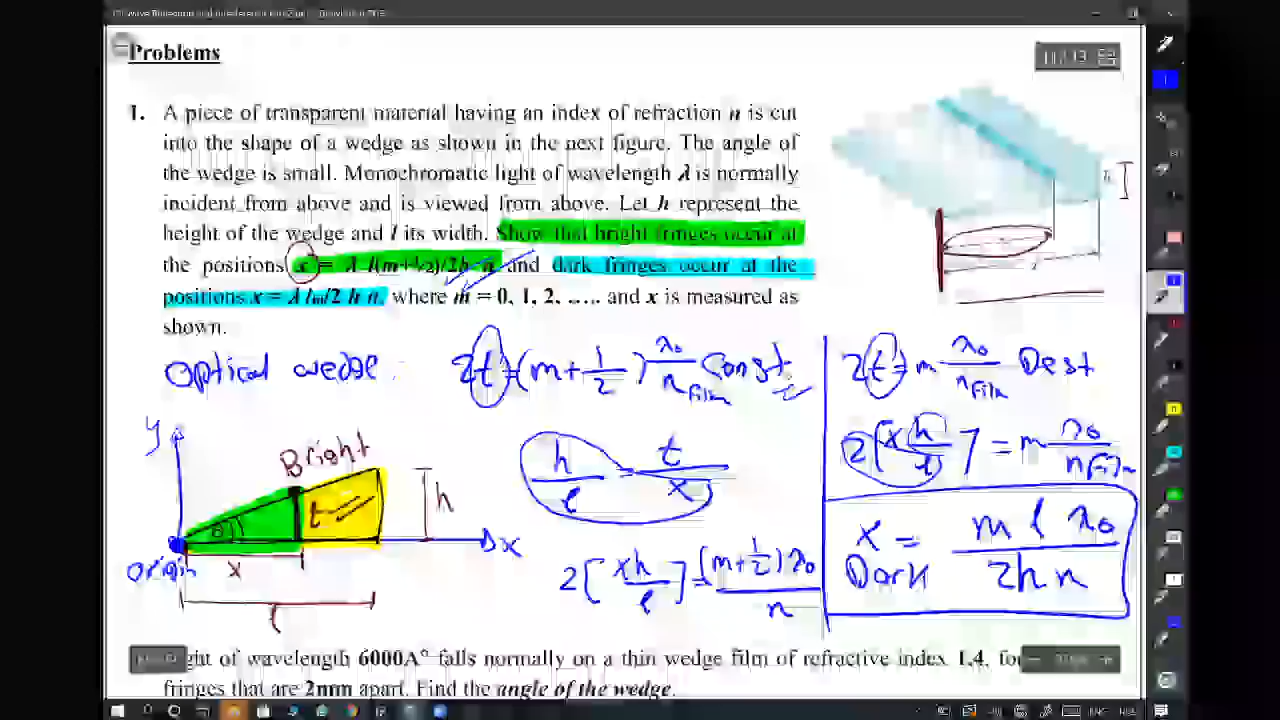 Problems
1. A piece of transparent material having an index of refraction n is cut
into the shape of a wedge as shown in the next figure. The angle of
the wedge is small. Monochromatic light of wavelength λ is normally
incident from above and is viewed from above. Let h represent the
height of the wedge and l its width. Show that bright fringes occur at
the positions x = λ l(m+½)/2h n and dark fringes occur at the
positions x = λ l m/2 h n, where m = 0, 1, 2, ..... and x is measured as
shown.
Optical wedge: 2t = (m + 1/2) λ₀/n film Const.
2t = m λ₀/n film Dest
y
Bright
h/l = t/x
2[x h/l] = m λ₀/n film
t
h
θ
x
Origin
x
l
2[xh/l] = (m + 1/2) λ₀/n
x Dark = m l λ₀/2hn
of wavelength 6000A° falls normally on a thin wedge film of refractive index 1,4,
fringes that are 2mm apart. Find the angle of the wedge.